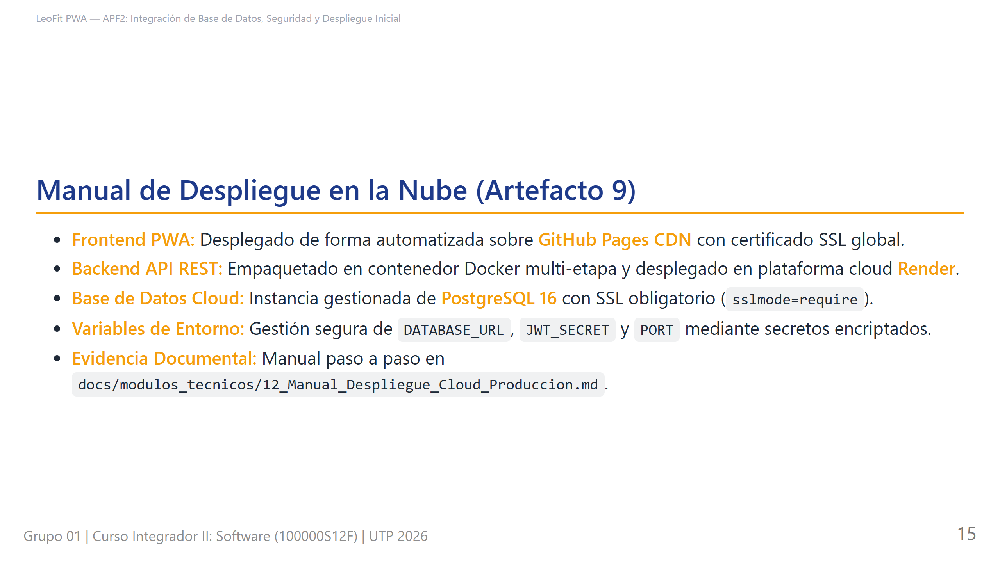 LeoFit PWA — APF2: Integración de Base de Datos, Seguridad y Despliegue Inicial
Manual de Despliegue en la Nube (Artefacto 9)
• Frontend PWA: Desplegado de forma automatizada sobre GitHub Pages CDN con certificado SSL global.
• Backend API REST: Empaquetado en contenedor Docker multi-etapa y desplegado en plataforma cloud Render.
• Base de Datos Cloud: Instancia gestionada de PostgreSQL 16 con SSL obligatorio (sslmode=require).
• Variables de Entorno: Gestión segura de DATABASE_URL, JWT_SECRET y PORT mediante secretos encriptados.
• Evidencia Documental: Manual paso a paso en
docs/modulos_tecnicos/12_Manual_Despliegue_Cloud_Produccion.md.
Grupo 01 | Curso Integrador II: Software (100000S12F) | UTP 2026
15